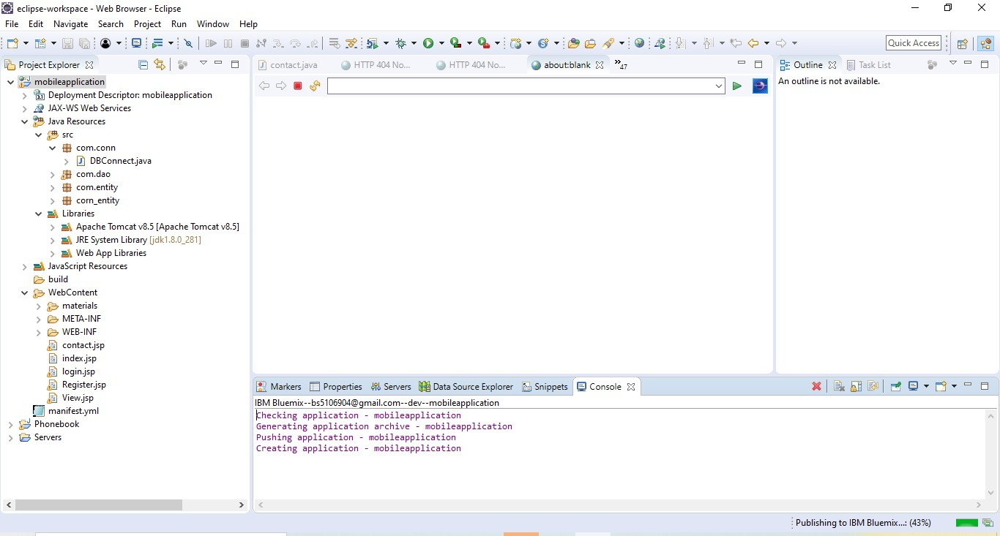 eclipse-workspace - Web Browser - Eclipse
File Edit Navigate Search Project Run Window Help
Quick Access
Project Explorer
mobileapplication
Deployment Descriptor: mobileapplication
JAX-WS Web Services
Java Resources
src
com.conn
DBConnect.java
com.dao
com.entity
corn_entity
Libraries
Apache Tomcat v8.5 [Apache Tomcat v8.5]
JRE System Library [jdk1.8.0_281]
Web App Libraries
JavaScript Resources
build
WebContent
materials
META-INF
WEB-INF
contact.jsp
index.jsp
login.jsp
Register.jsp
View.jsp
manifest.yml
Phonebook
Servers
contact.java HTTP 404 No... HTTP 404 No... about:blank »47
Outline Task List
An outline is not available.
Markers Properties Servers Data Source Explorer Snippets Console
IBM Bluemix--bs5106904@gmail.com--dev--mobileapplication
Checking application - mobileapplication
Generating application archive - mobileapplication
Pushing application - mobileapplication
Creating application - mobileapplication
Publishing to IBM Bluemix...: (43%)